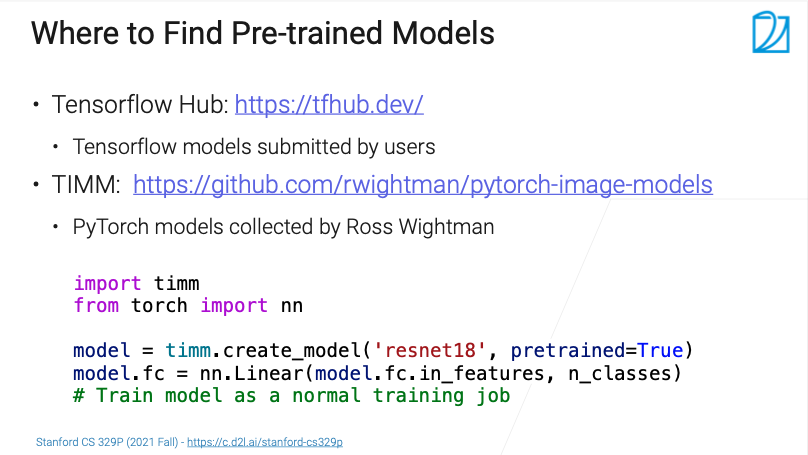 Where to Find Pre-trained Models
• Tensorflow Hub: https://tfhub.dev/
• Tensorflow models submitted by users
• TIMM: https://github.com/rwightman/pytorch-image-models
• PyTorch models collected by Ross Wightman
import timm
from torch import nn
model = timm.create_model('resnet18', pretrained=True)
model.fc = nn.Linear(model.fc.in_features, n_classes)
# Train model as a normal training job
Stanford CS 329P (2021 Fall) - https://c.d2l.ai/stanford-cs329p